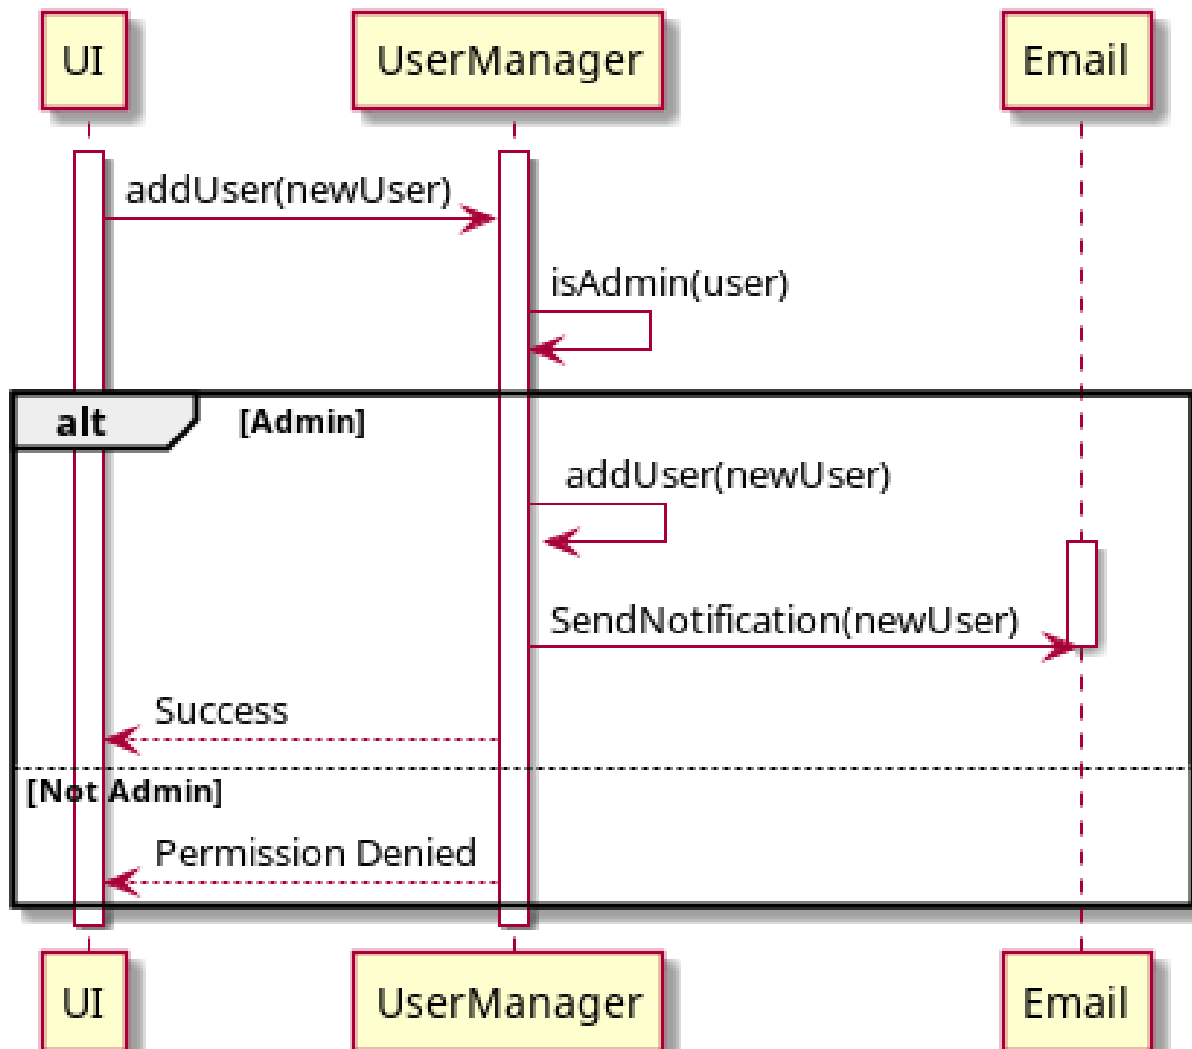 UI
UserManager
Email
addUser(newUser)
isAdmin(user)
alt
[Admin]
addUser(newUser)
SendNotification(newUser)
Success
[Not Admin]
Permission Denied
UI
UserManager
Email